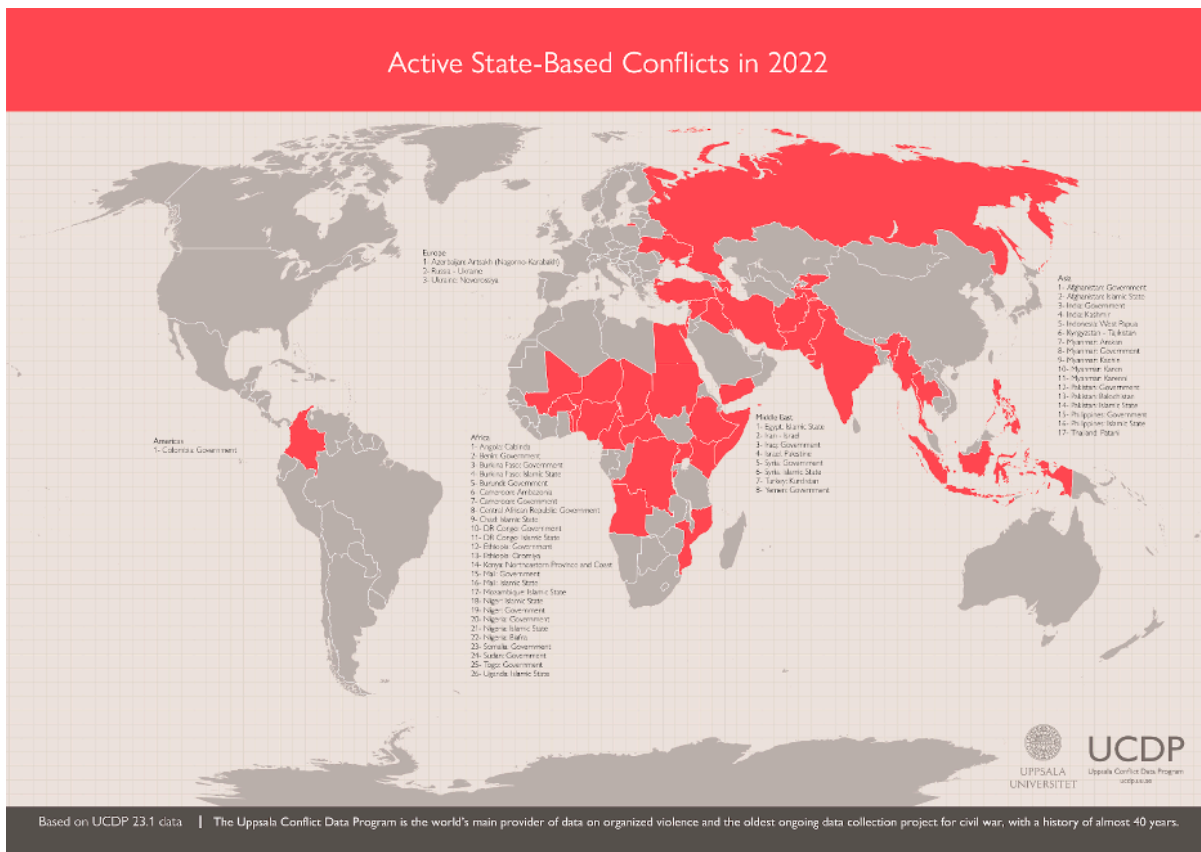 Active State-Based Conflicts in 2022
Europe
1- Azerbaijan: Artsakh (Nagorno-Karabakh)
2- Russia - Ukraine
3- Ukraine: Novorossiya
Asia
1- Afghanistan: Government
2- Afghanistan: Islamic State
3- India: Government
4- India: Kashmir
5- Indonesia: West Papua
6- Kyrgyzstan - Tajikistan
7- Myanmar: Arakan
8- Myanmar: Government
9- Myanmar: Kachin
10- Myanmar: Karen
11- Myanmar: Karenni
12- Pakistan: Government
13- Pakistan: Balochistan
14- Pakistan: Islamic State
15- Philippines: Government
16- Philippines: Islamic State
17- Thailand: Patani
Americas
1- Colombia: Government
Africa
1- Angola: Cabinda
2- Benin: Government
3- Burkina Faso: Government
4- Burkina Faso: Islamic State
5- Burundi: Government
6- Cameroon: Ambazonia
7- Cameroon: Government
8- Central African Republic: Government
9- Chad: Islamic State
10- DR Congo: Government
11- DR Congo: Islamic State
12- Ethiopia: Government
13- Ethiopia: Oromiya
14- Kenya: Northeastern Province and Coast
15- Mali: Government
16- Mali: Islamic State
17- Mozambique: Islamic State
18- Niger: Islamic State
19- Niger: Government
20- Nigeria: Government
21- Nigeria: Islamic State
22- Nigeria: Biafra
23- Somalia: Government
24- Sudan: Government
25- Togo: Government
26- Uganda: Islamic State
Middle East
1- Egypt: Islamic State
2- Iran - Israel
3- Iraq: Government
4- Israel: Palestine
5- Syria: Government
6- Syria: Islamic State
7- Turkey: Kurdistan
8- Yemen: Government
UPPSALA
UNIVERSITET
UCDP
Uppsala Conflict Data Program
ucdp.uu.se
Based on UCDP 23.1 data | The Uppsala Conflict Data Program is the world's main provider of data on organized violence and the oldest ongoing data collection project for civil war, with a history of almost 40 years.